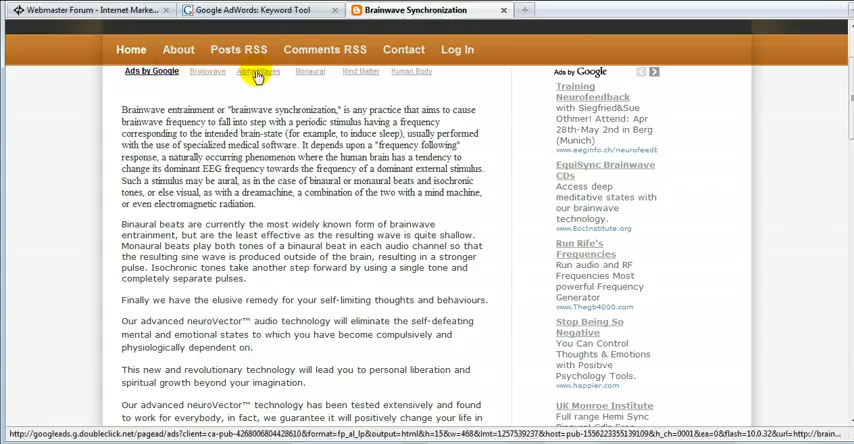 Webmaster Forum - Internet Marke... Google AdWords: Keyword Tool Brainwave Synchronization
Home About Posts RSS Comments RSS Contact Log In
Ads by Google Brainwave Alpha Waves Monaural Mind Matter Human Body
Brainwave entrainment or "brainwave synchronization," is any practice that aims to cause
brainwave frequency to fall into step with a periodic stimulus having a frequency
corresponding to the intended brain-state (for example, to induce sleep), usually performed
with the use of specialized medical software. It depends upon a "frequency following"
response, a naturally occurring phenomenon where the human brain has a tendency to
change its dominant EEG frequency towards the frequency of a dominant external stimulus.
Such a stimulus may be aural, as in the case of binaural or monaural beats and isochronic
tones, or else visual, as with a dreamachine, a combination of the two with a mind machine,
or even electromagnetic radiation.
Binaural beats are currently the most widely known form of brainwave
entrainment, but are the least effective as the resulting wave is quite shallow.
Monaural beats play both tones of a binaural beat in each audio channel so that
the resulting sine wave is produced outside of the brain, resulting in a stronger
pulse. Isochronic tones take another step forward by using a single tone and
completely separate pulses.
Finally we have the elusive remedy for your self-limiting thoughts and behaviours.
Our advanced neuroVector™ audio technology will eliminate the self-defeating
mental and emotional states to which you have become compulsively and
physiologically dependent on.
This new and revolutionary technology will lead you to personal liberation and
spiritual growth beyond your imagination.
Our advanced neuroVector™ technology has been tested extensively and found
to work for everybody, in fact, we guarantee it will positively change your life in
Ads by Google
Training
Neurofeedback
with Siegfried&Sue
Othmer! Attend: Apr
28th-May 2nd in Berg
(Munich)
www.eeginfo.ch/neurofeedb
EquiSync Brainwave
CDs
Access deep
meditative states with
our brainwave
technology.
www.EocInstitute.org
Run Rife's
Frequencies
Run audio and RF
Frequencies Most
powerful Frequency
Generator
www.Thegb4000.com
Stop Being So
Negative
You Can Control
Thoughts & Emotions
with Positive
Psychology Tools.
www.happier.com
UK Monroe Institute
Full range Hemi Sync
http://googleads.g.doubleclick.net/pagead/ads?client=ca-pub-4268006804428610&format=fp_al_lp&output=html&h=15&w=468&lmt=1257539237&host=pub-1556223355139109&h_ch=0001&ea=0&flash=10.0.32&url=http://brain...